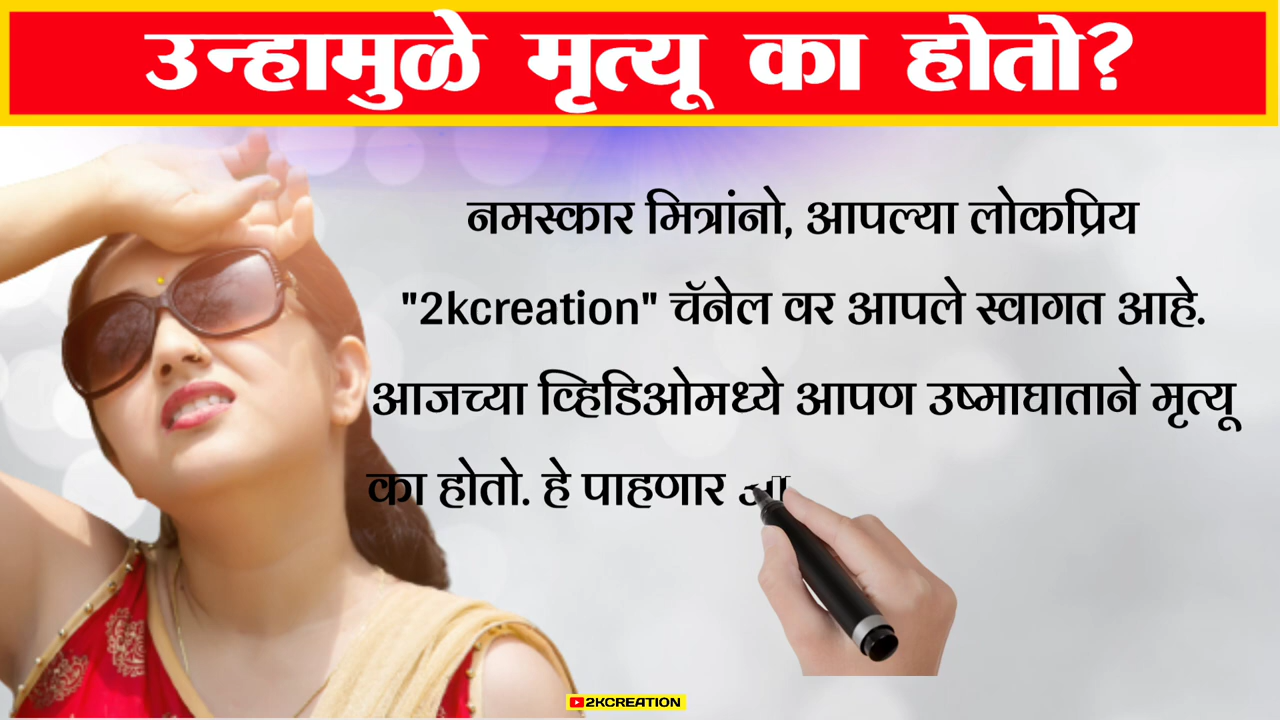 उन्हामुळे मृत्यू का होतो?
नमस्कार मित्रांनो, आपल्या लोकप्रिय
"2kcreation" चॅनेल वर आपले स्वागत आहे.
आजच्या व्हिडिओमध्ये आपण उष्माघाताने मृत्यू
का होतो. हे पाहणार
2KCREATION